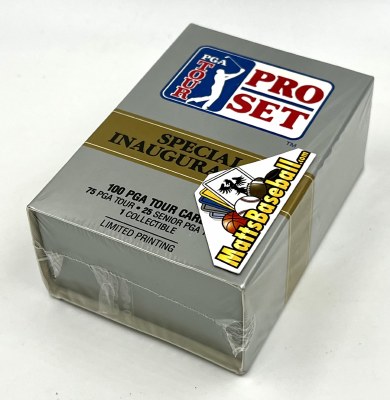 PGA
TOUR
PRO
SET
TM
SPECIAL
100 PGA TOUR
75 PGA TOUR • 25 SENIOR PGA
1 COLLECTIBLE
LIMITED PRINTING
MattsBaseball.com